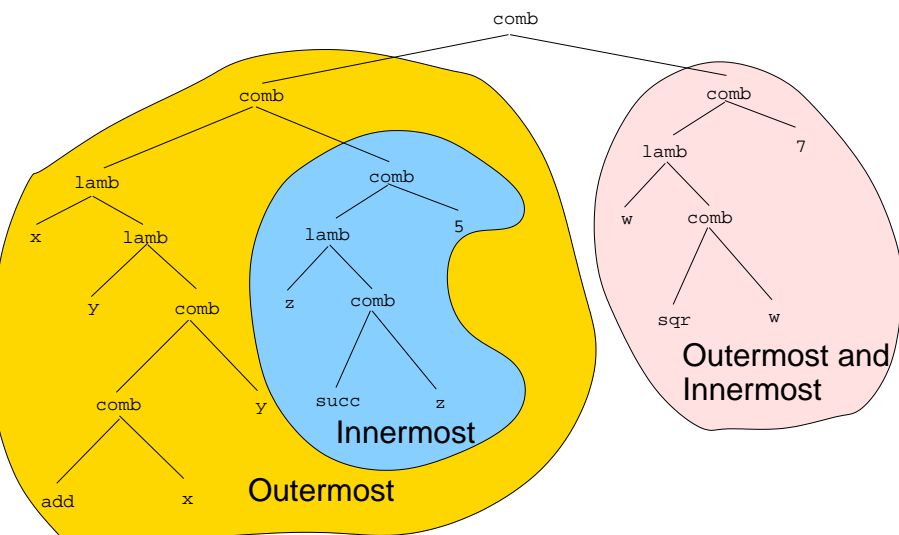 comb
comb
comb
lamb
comb
lamb
7
x
lamb
lamb
5
w
comb
y
comb
z
comb
sqr
w
comb
y
succ
z
Outermost and
Innermost
Innermost
add
x
Outermost